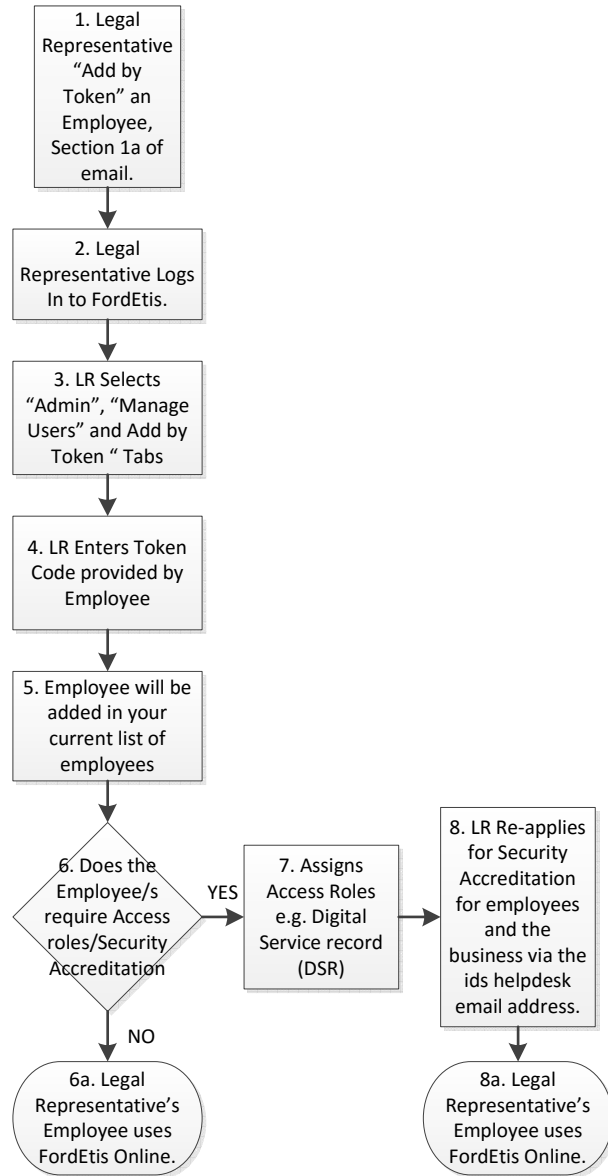 1. Legal
Representative
“Add by
Token” an
Employee,
Section 1a of
email.
2. Legal
Representative Logs
In to FordEtis.
3. LR Selects
“Admin”, “Manage
Users” and Add by
Token “ Tabs
4. LR Enters Token
Code provided by
Employee
5. Employee will be
added in your
current list of
employees
6. Does the
Employee/s
require Access
roles/Security
Accreditation
YES
7. Assigns
Access Roles
e.g. Digital
Service record
(DSR)
8. LR Re-applies
for Security
Accreditation
for employees
and the
business via the
ids helpdesk
email address.
NO
6a. Legal
Representative’s
Employee uses
FordEtis Online.
8a. Legal
Representative’s
Employee uses
FordEtis Online.